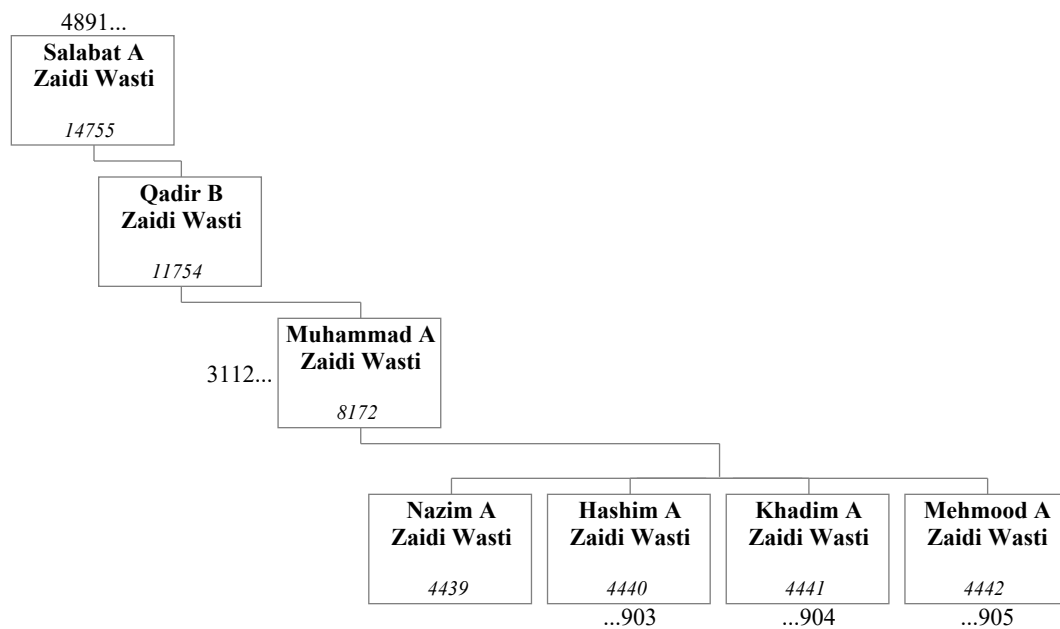 4891...
Salabat A
Zaidi Wasti
14755
Qadir B
Zaidi Wasti
11754
Muhammad A
Zaidi Wasti
3112...
8172
Nazim A
Zaidi Wasti
4439
Hashim A
Zaidi Wasti
4440
...903
Khadim A
Zaidi Wasti
4441
...904
Mehmood A
Zaidi Wasti
4442
...905